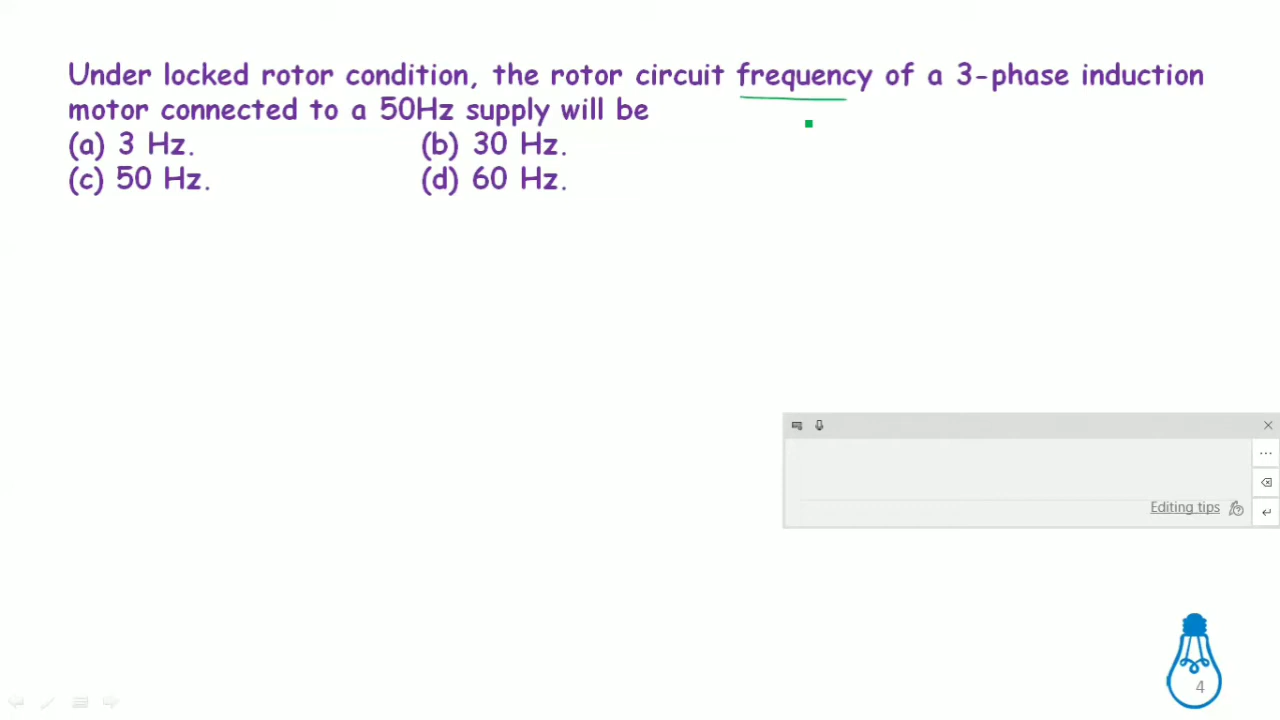 Under locked rotor condition, the rotor circuit frequency of a 3-phase induction
motor connected to a 50Hz supply will be
(a) 3 Hz. (b) 30 Hz.
(c) 50 Hz. (d) 60 Hz.
Editing tips
4